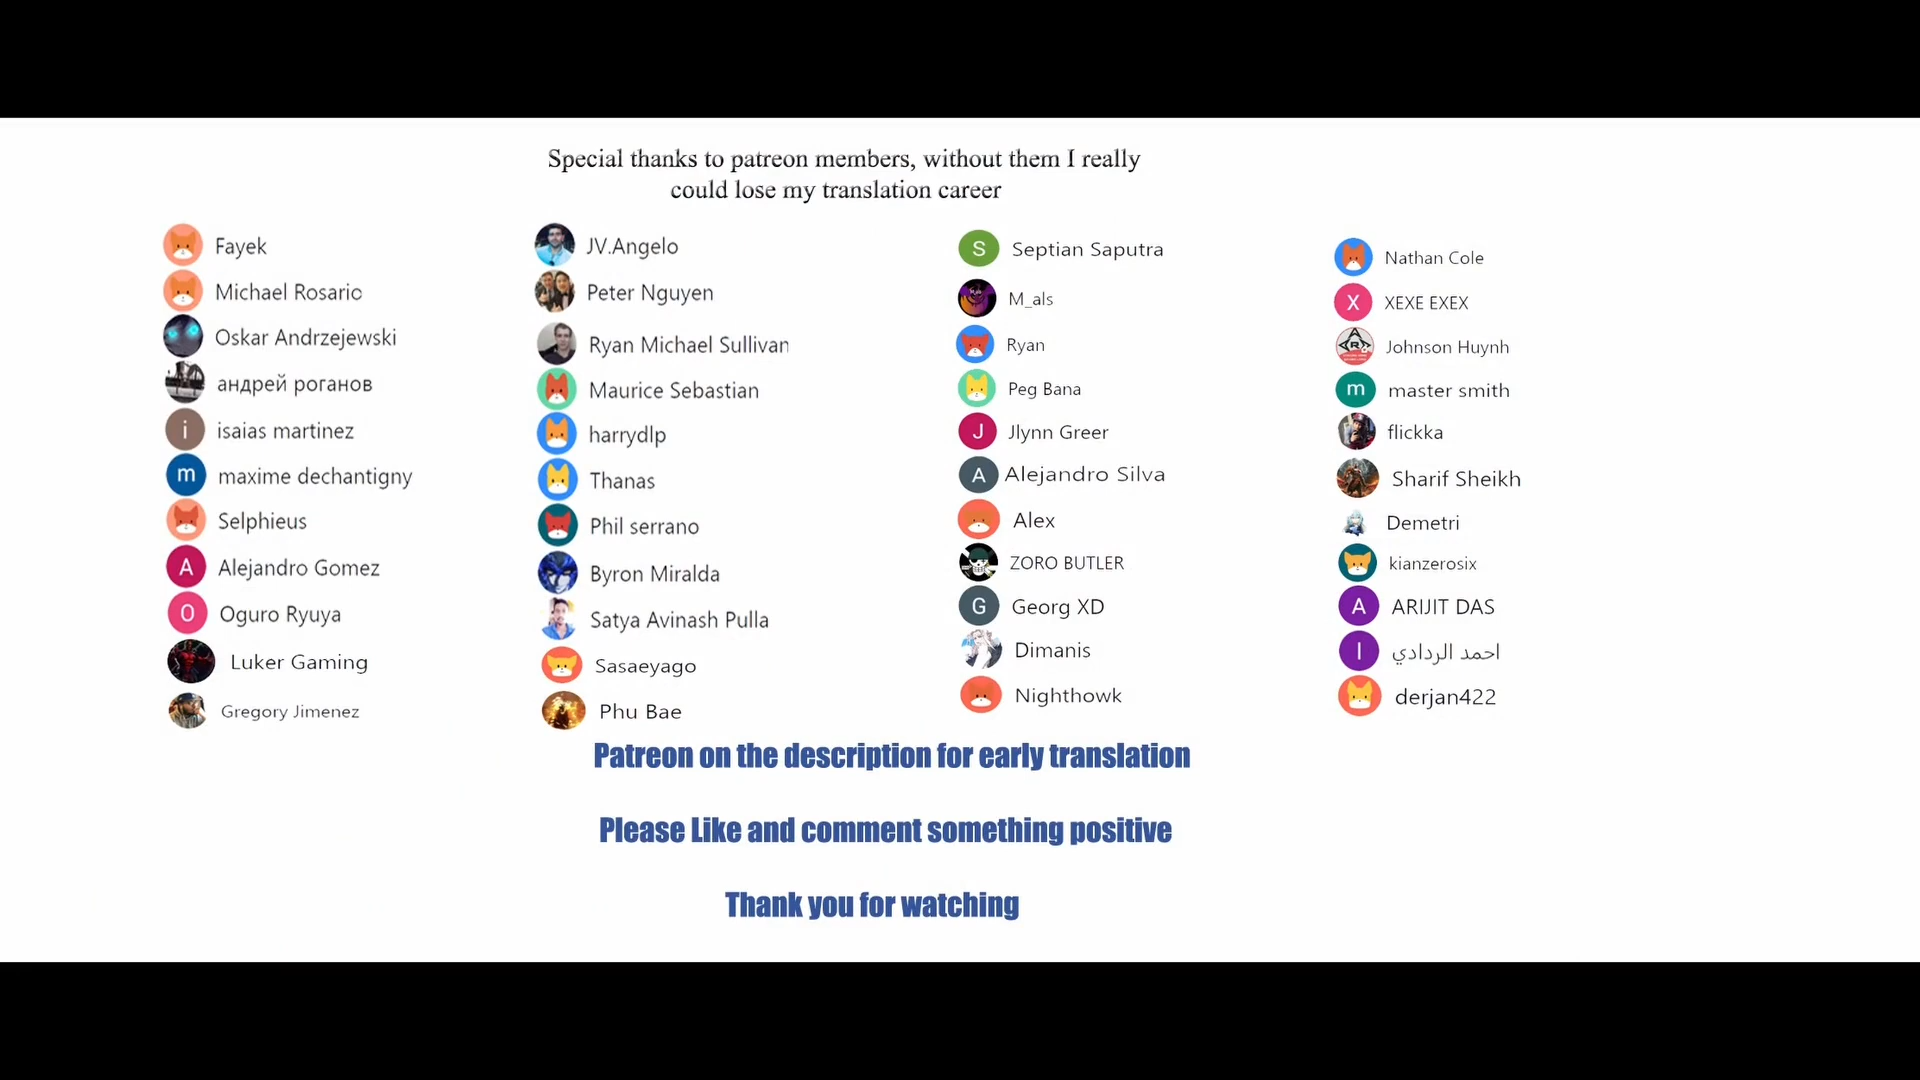 Special thanks to patreon members, without them I really
could lose my translation career
Fayek
Michael Rosario
Oskar Andrzejewski
андрей роганов
i isaias martinez
m maxime dechantigny
Selphieus
A Alejandro Gomez
O Oguro Ryuya
Luker Gaming
Gregory Jimenez
JV.Angelo
Peter Nguyen
Ryan Michael Sullivan
Maurice Sebastian
harrydlp
Thanas
Phil serrano
Byron Miralda
Satya Avinash Pulla
Sasaeyago
Phu Bae
S Septian Saputra
M_als
Ryan
Peg Bana
J Jlynn Greer
A Alejandro Silva
Alex
ZORO BUTLER
G Georg XD
Dimanis
Nighthowk
Nathan Cole
X XEXE EXEX
Johnson Huynh
m master smith
flickka
Sharif Sheikh
Demetri
kianzerosix
A ARIJIT DAS
I احمد الردادي
derjan422
Patreon on the description for early translation
Please Like and comment something positive
Thank you for watching